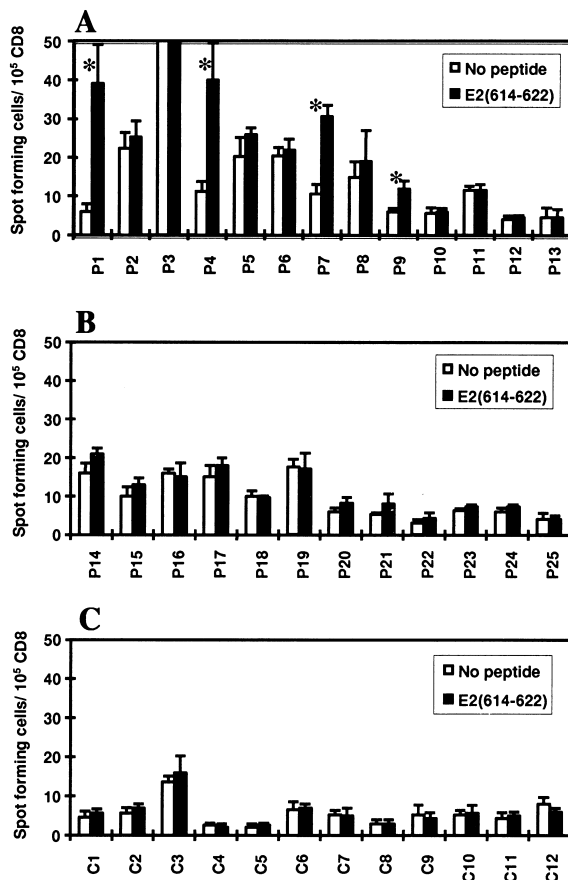 A
Spot forming cells/ 10⁵ CD8
50
40
30
20
10
0
* * * *
No peptide
E2(614-622)
P1 P2 P3 P4 P5 P6 P7 P8 P9 P10 P11 P12 P13
B
Spot forming cells/ 10⁵ CD8
50
40
30
20
10
0
No peptide
E2(614-622)
P14 P15 P16 P17 P18 P19 P20 P21 P22 P23 P24 P25
C
Spot forming cells/ 10⁵ CD8
50
40
30
20
10
0
No peptide
E2(614-622)
C1 C2 C3 C4 C5 C6 C7 C8 C9 C10 C11 C12